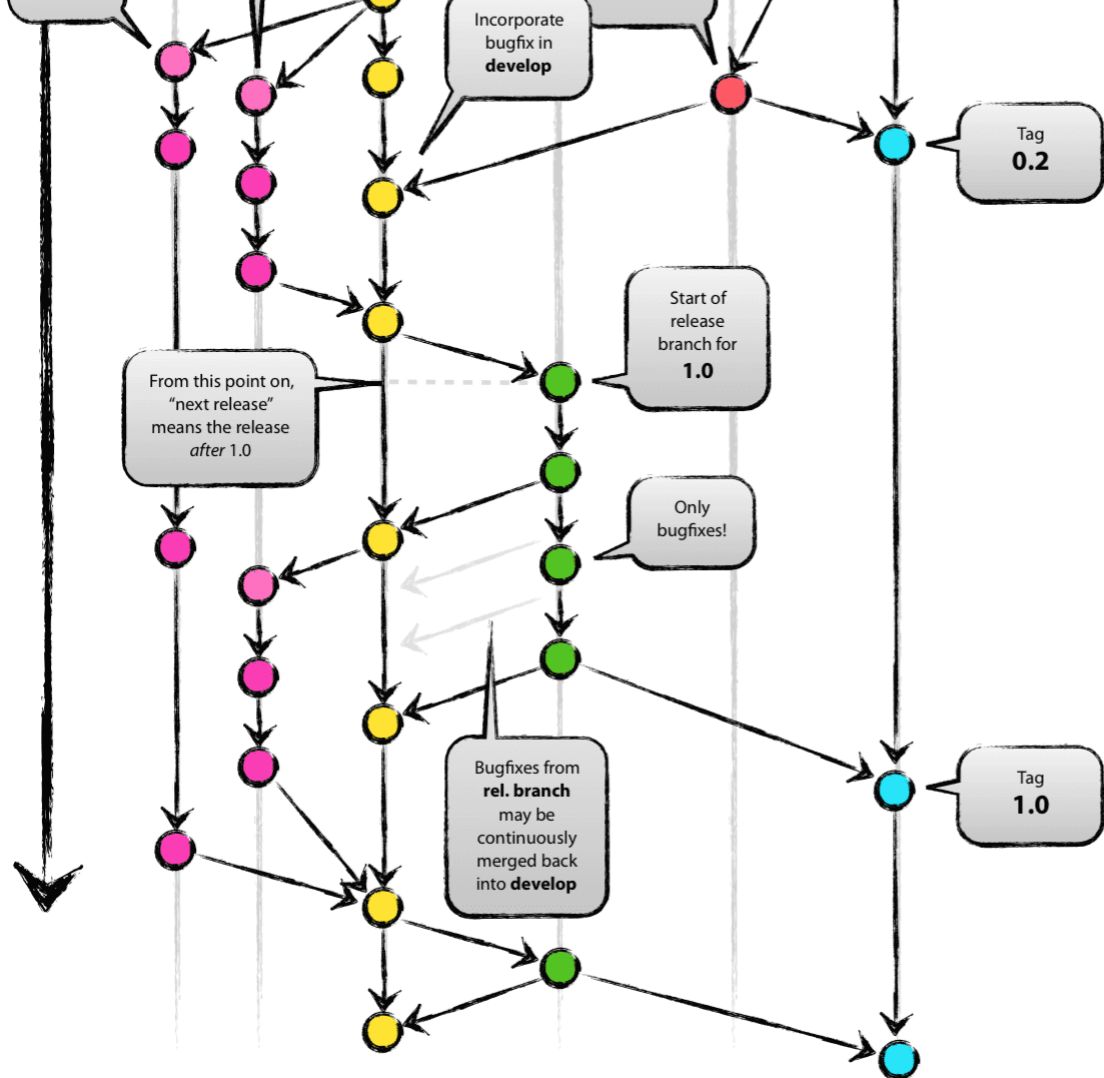 Incorporate
bugfix in
develop
Tag
0.2
Start of
release
branch for
1.0
From this point on,
“next release”
means the release
after 1.0
Only
bugfixes!
Bugfixes from
rel. branch
may be
continuously
merged back
into develop
Tag
1.0